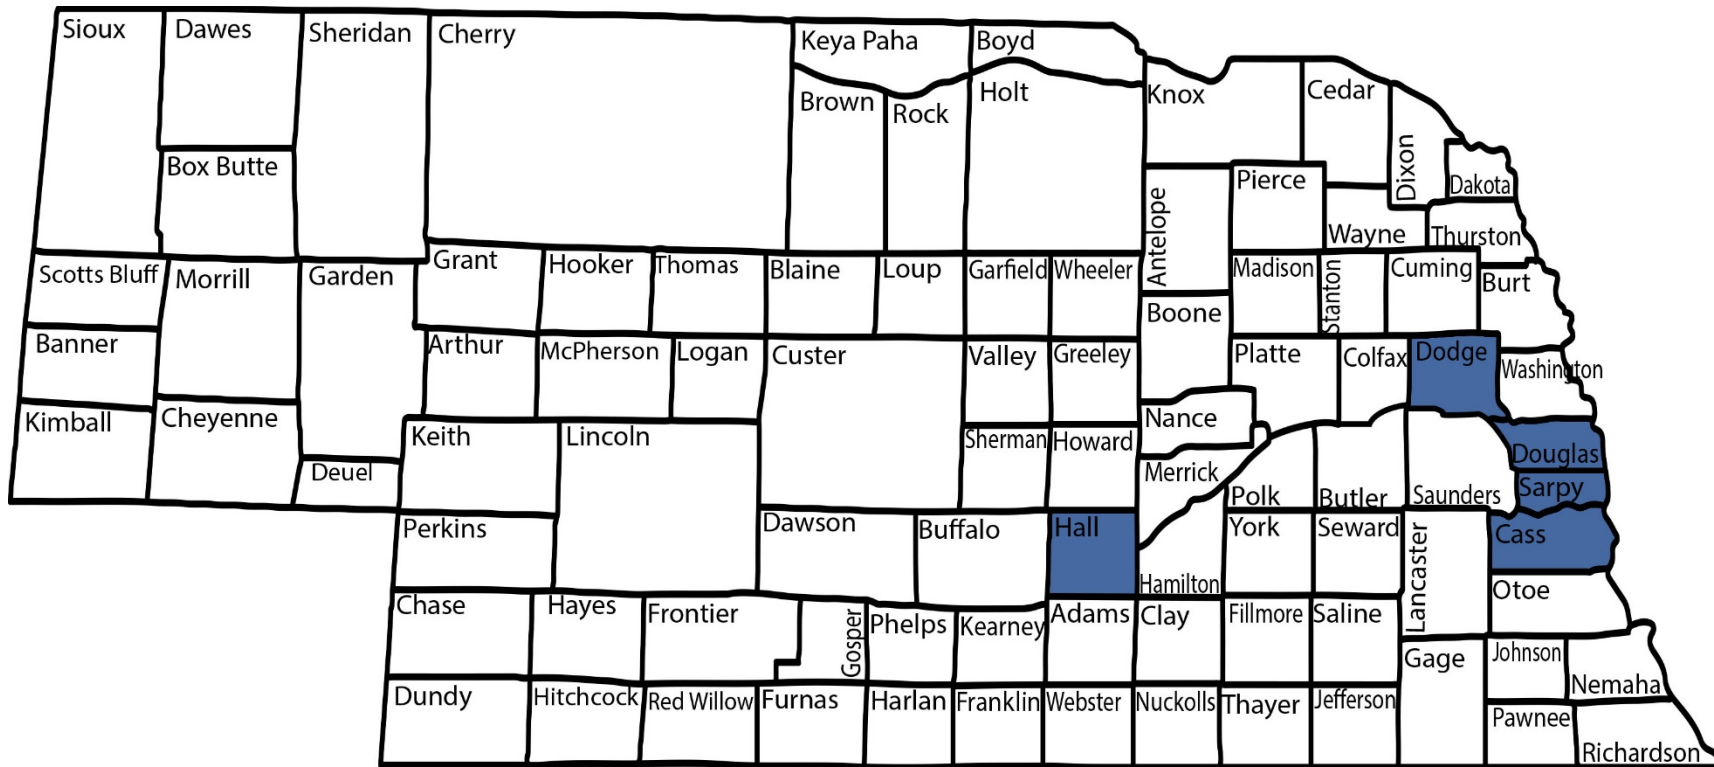 Sioux
Dawes
Sheridan
Cherry
Keya Paha
Boyd
Brown
Rock
Holt
Knox
Cedar
Dixon
Dakota
Box Butte
Pierce
Antelope
Wayne
Thurston
Scotts Bluff
Morrill
Garden
Grant
Hooker
Thomas
Blaine
Loup
Garfield
Wheeler
Madison
Stanton
Cuming
Burt
Boone
Banner
Arthur
McPherson
Logan
Custer
Valley
Greeley
Platte
Colfax
Dodge
Washington
Kimball
Cheyenne
Keith
Lincoln
Sherman
Howard
Nance
Merrick
Deuel
Polk
Butler
Saunders
Douglas
Sarpy
Perkins
Dawson
Buffalo
Hall
Hamilton
York
Seward
Lancaster
Cass
Otoe
Chase
Hayes
Frontier
Gosper
Phelps
Kearney
Adams
Clay
Fillmore
Saline
Gage
Johnson
Nemaha
Dundy
Hitchcock
Red Willow
Furnas
Harlan
Franklin
Webster
Nuckolls
Thayer
Jefferson
Pawnee
Richardson